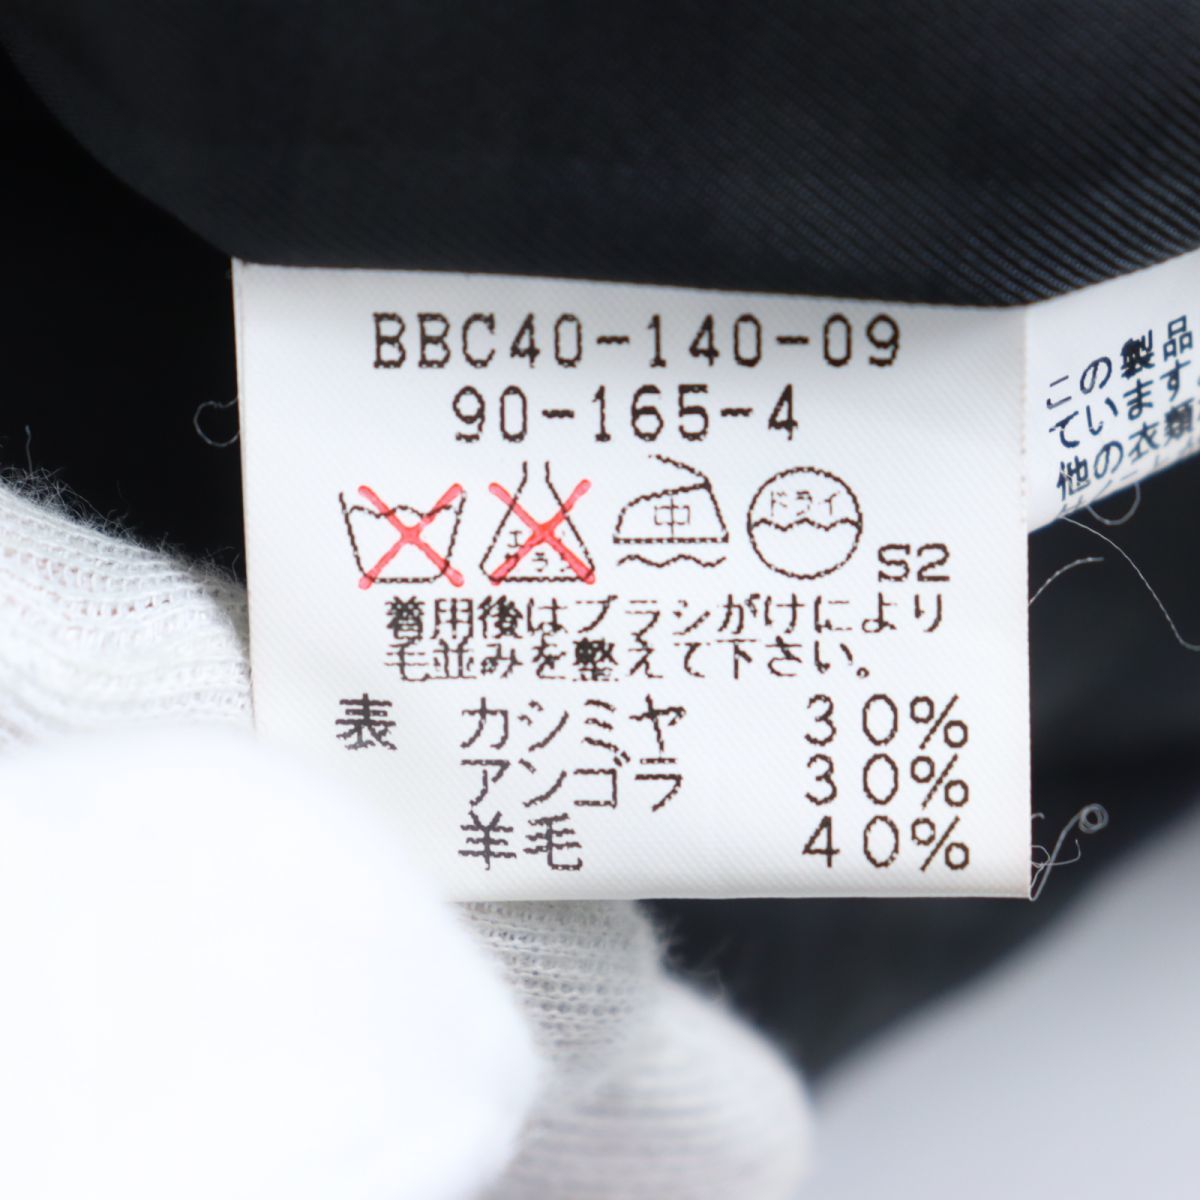 BBC40-140-09
90-165-4
中
ドライ
S2
着用後はブラシがけにより
毛並みを整えて下さい。
表 カシミヤ 30%
アンゴラ 30%
羊毛 40%
この製品
ています
他の衣類